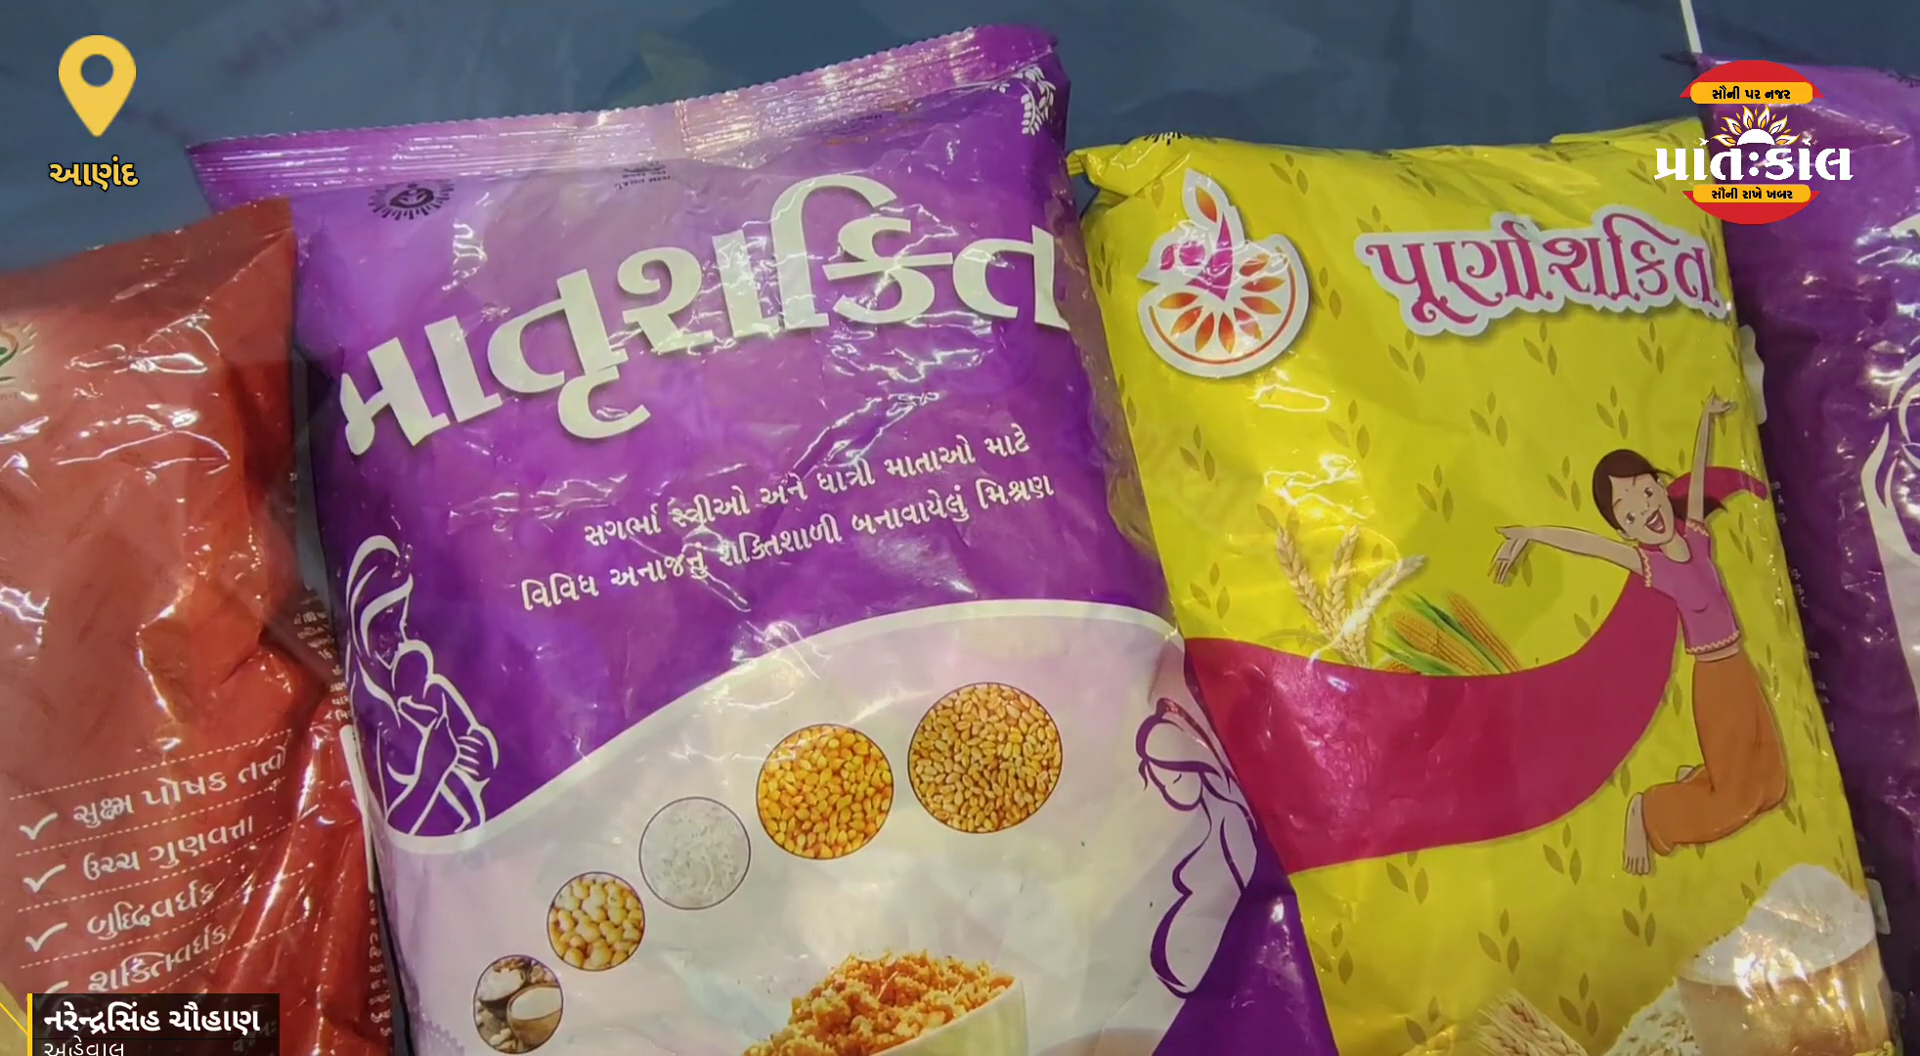 આણંદ
સૌની પર નજર
પ્રાતઃકાલ
સૌની રાખે ખબર
માતૃશક્તિ
સગર્ભા સ્ત્રીઓ અને ધાત્રી માતાઓ માટે
વિવિધ અનાજનું શક્તિશાળી બનાવાયેલું મિશ્રણ
પૂર્ણાશક્તિ
સુક્ષ્મ પોષક તત્ત્વો
ઉચ્ચ ગુણવત્તા
બુદ્ધિવર્ધક
શક્તિવર્ધક
નરેન્દ્રસિંહ ચૌહાણ
અહેવાલ